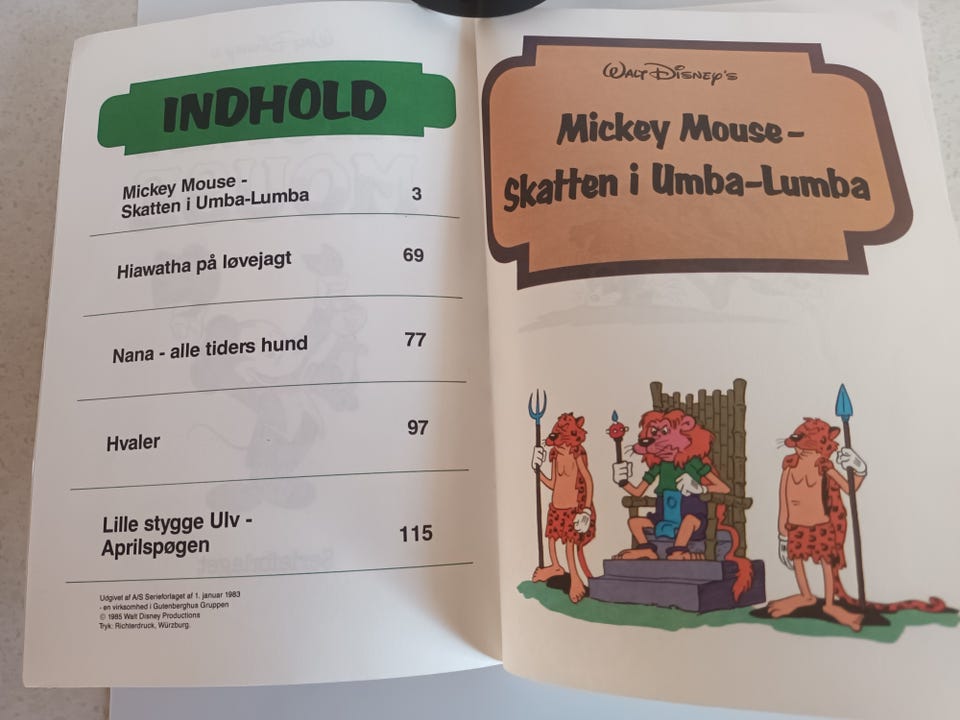 INDHOLD
Mickey Mouse -
Skatten i Umba-Lumba 3
Hiawatha på løvejagt 69
Nana - alle tiders hund 77
Hvaler 97
Lille stygge Ulv -
Aprilspøgen 115
Udgivet af A/S Serieforlaget af 1. januar 1983
- en virksomhed i Gutenberghus Gruppen
© 1985 Walt Disney Productions
Tryk: Richterdruck, Würzburg.
WALT DISNEY'S
Mickey Mouse –
Skatten i Umba-Lumba